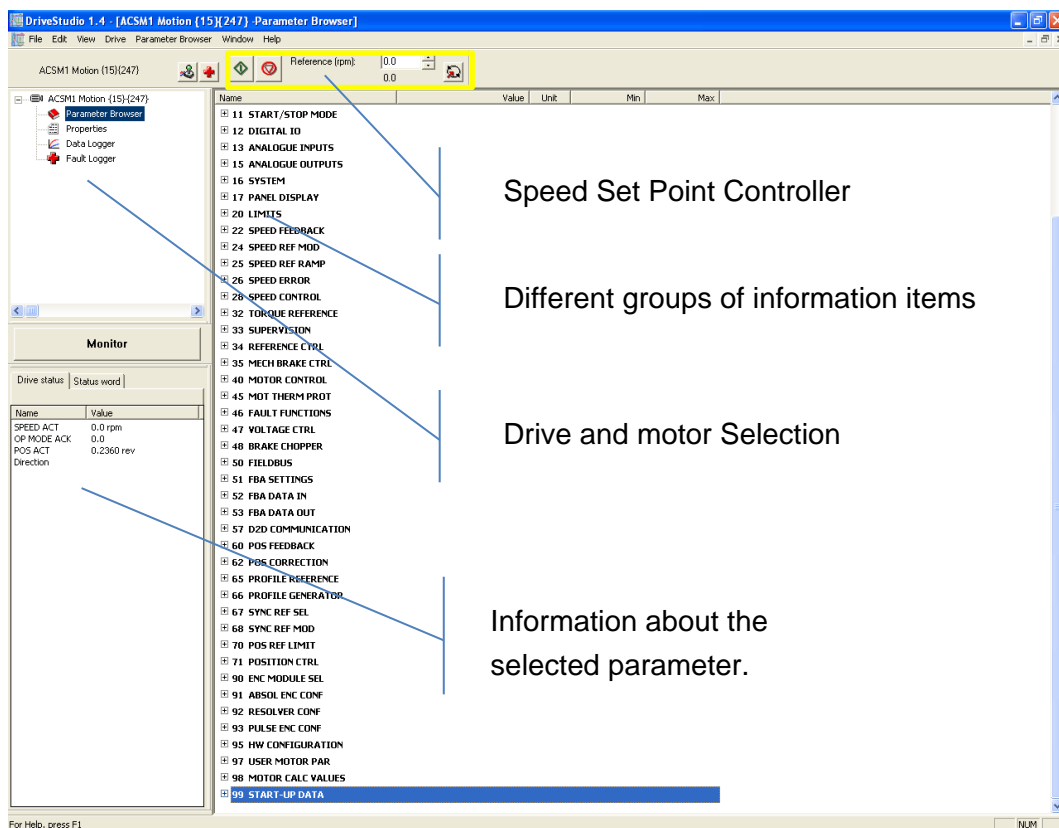 DriveStudio 1.4 - [ACSM1 Motion {15}{247} -Parameter Browser]
File Edit View Drive Parameter Browser Window Help
ACSM1 Motion {15}{247}
Reference (rpm): 0.0
0.0
ACSM1 Motion {15}{247}
Parameter Browser
Properties
Data Logger
Fault Logger
Monitor
Drive status Status word
Name Value
SPEED ACT 0.0 rpm
OP MODE ACK 0.0
POS ACT 0.2360 rev
Direction
Name Value Unit Min Max
11 START/STOP MODE
12 DIGITAL IO
13 ANALOGUE INPUTS
15 ANALOGUE OUTPUTS
16 SYSTEM
17 PANEL DISPLAY
20 LIMITS
22 SPEED FEEDBACK
24 SPEED REF MOD
25 SPEED REF RAMP
26 SPEED ERROR
28 SPEED CONTROL
32 TORQUE REFERENCE
33 SUPERVISION
34 REFERENCE CTRL
35 MECH BRAKE CTRL
40 MOTOR CONTROL
45 MOT THERM PROT
46 FAULT FUNCTIONS
47 VOLTAGE CTRL
48 BRAKE CHOPPER
50 FIELDBUS
51 FBA SETTINGS
52 FBA DATA IN
53 FBA DATA OUT
57 D2D COMMUNICATION
60 POS FEEDBACK
62 POS CORRECTION
65 PROFILE REFERENCE
66 PROFILE GENERATOR
67 SYNC REF SEL
68 SYNC REF MOD
70 POS REF LIMIT
71 POSITION CTRL
90 ENC MODULE SEL
91 ABSOL ENC CONF
92 RESOLVER CONF
93 PULSE ENC CONF
95 HW CONFIGURATION
97 USER MOTOR PAR
98 MOTOR CALC VALUES
99 START-UP DATA
Speed Set Point Controller
Different groups of information items
Drive and motor Selection
Information about the
selected parameter.
For Help, press F1
NUM